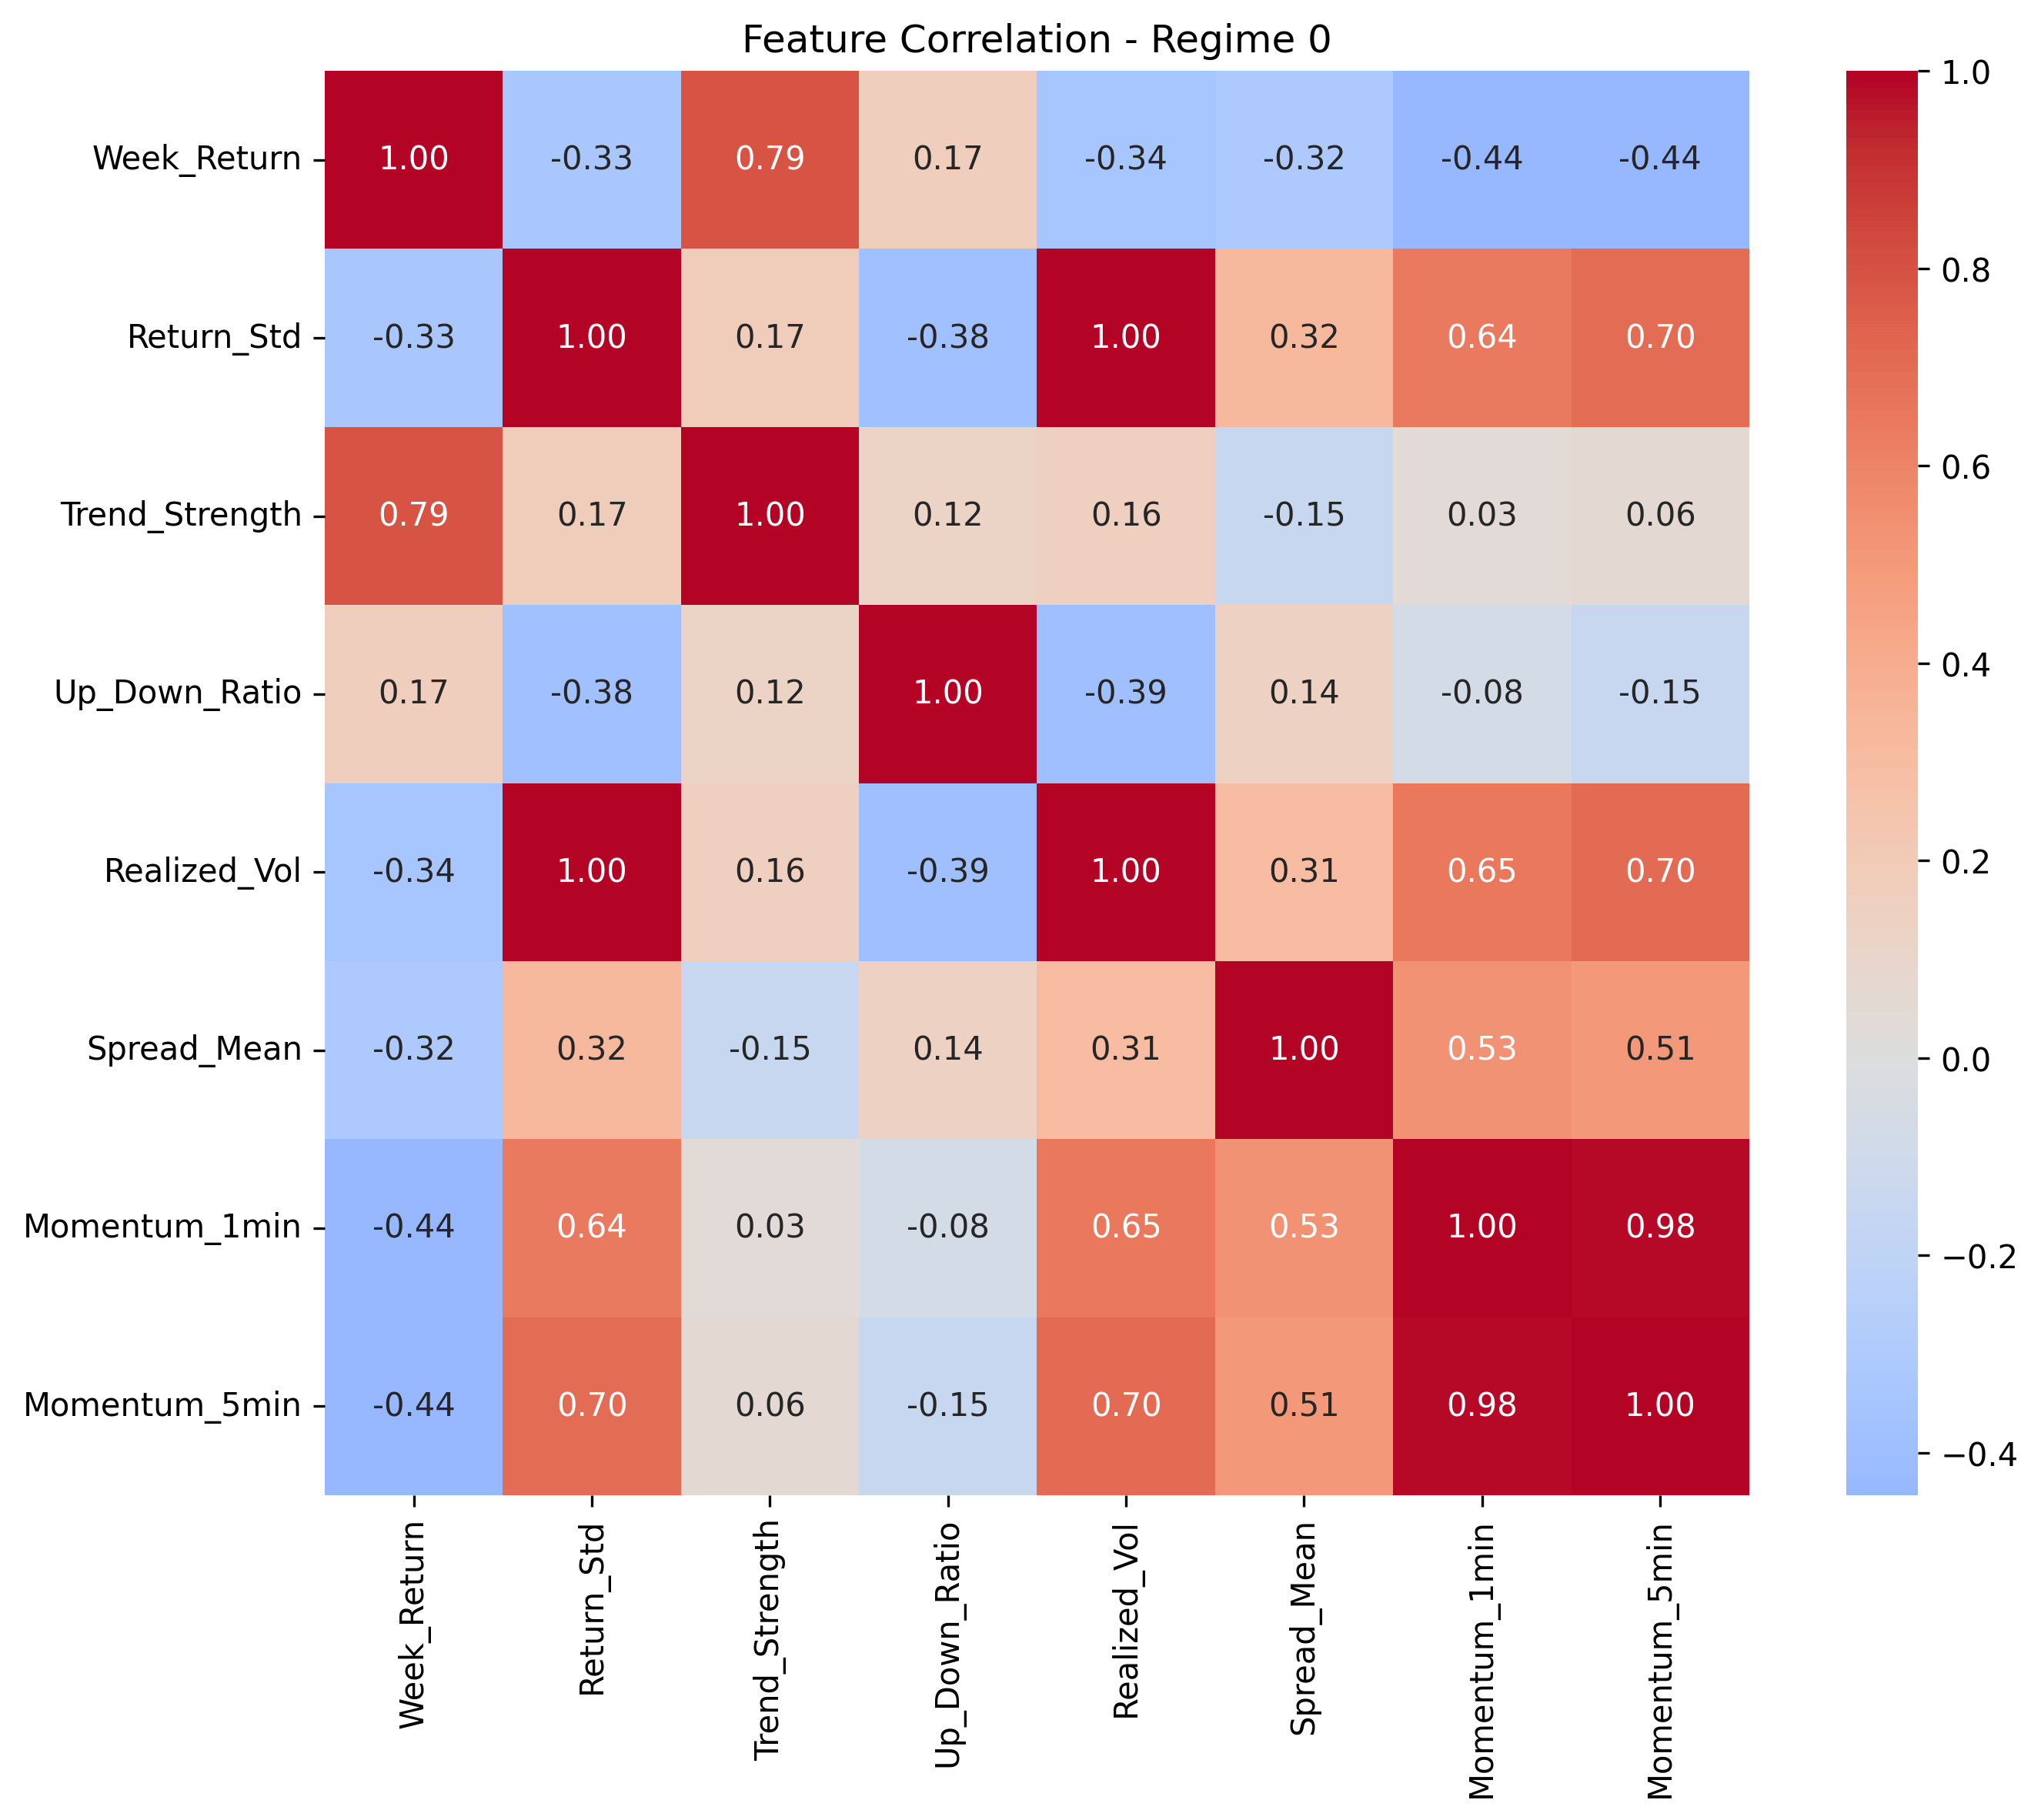 Feature Correlation - Regime 0
Week_Return 1.00 -0.33 0.79 0.17 -0.34 -0.32 -0.44 -0.44
Return_Std -0.33 1.00 0.17 -0.38 1.00 0.32 0.64 0.70
Trend_Strength 0.79 0.17 1.00 0.12 0.16 -0.15 0.03 0.06
Up_Down_Ratio 0.17 -0.38 0.12 1.00 -0.39 0.14 -0.08 -0.15
Realized_Vol -0.34 1.00 0.16 -0.39 1.00 0.31 0.65 0.70
Spread_Mean -0.32 0.32 -0.15 0.14 0.31 1.00 0.53 0.51
Momentum_1min -0.44 0.64 0.03 -0.08 0.65 0.53 1.00 0.98
Momentum_5min -0.44 0.70 0.06 -0.15 0.70 0.51 0.98 1.00
Week_Return
Return_Std
Trend_Strength
Up_Down_Ratio
Realized_Vol
Spread_Mean
Momentum_1min
Momentum_5min
1.0
0.8
0.6
0.4
0.2
0.0
−0.2
−0.4